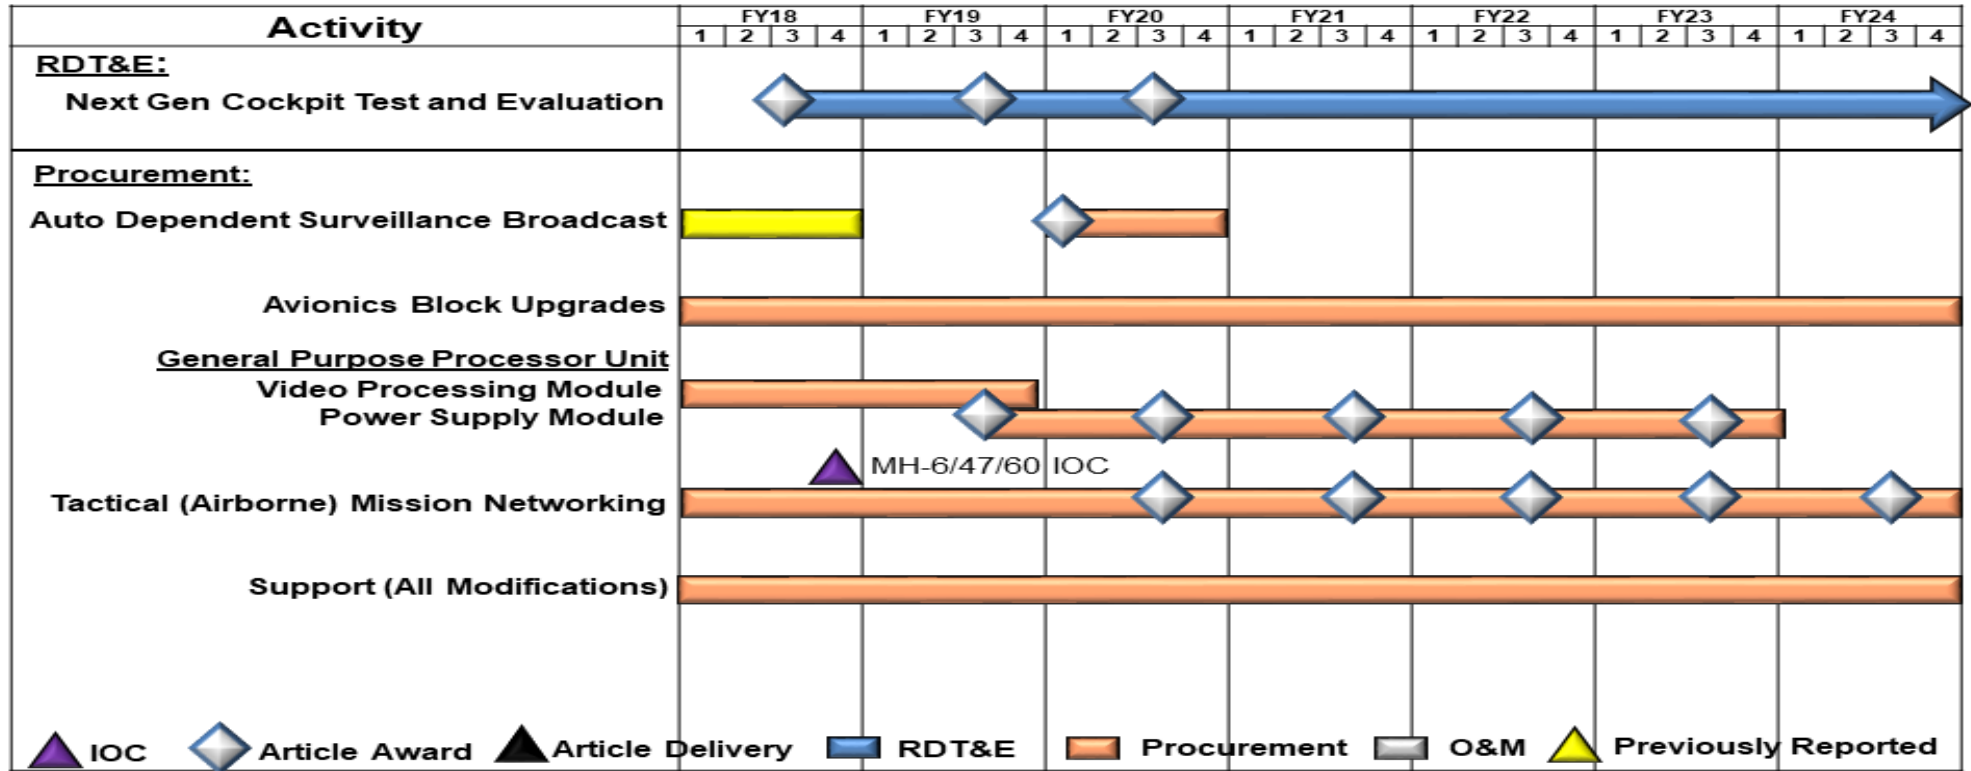 Activity FY18 FY19 FY20 FY21 FY22 FY23 FY24
1 2 3 4 1 2 3 4 1 2 3 4 1 2 3 4 1 2 3 4 1 2 3 4 1 2 3 4
RDT&E:
Next Gen Cockpit Test and Evaluation
Procurement:
Auto Dependent Surveillance Broadcast
Avionics Block Upgrades
General Purpose Processor Unit
Video Processing Module
Power Supply Module
MH-6/47/60 IOC
Tactical (Airborne) Mission Networking
Support (All Modifications)
IOC Article Award Article Delivery RDT&E Procurement O&M Previously Reported